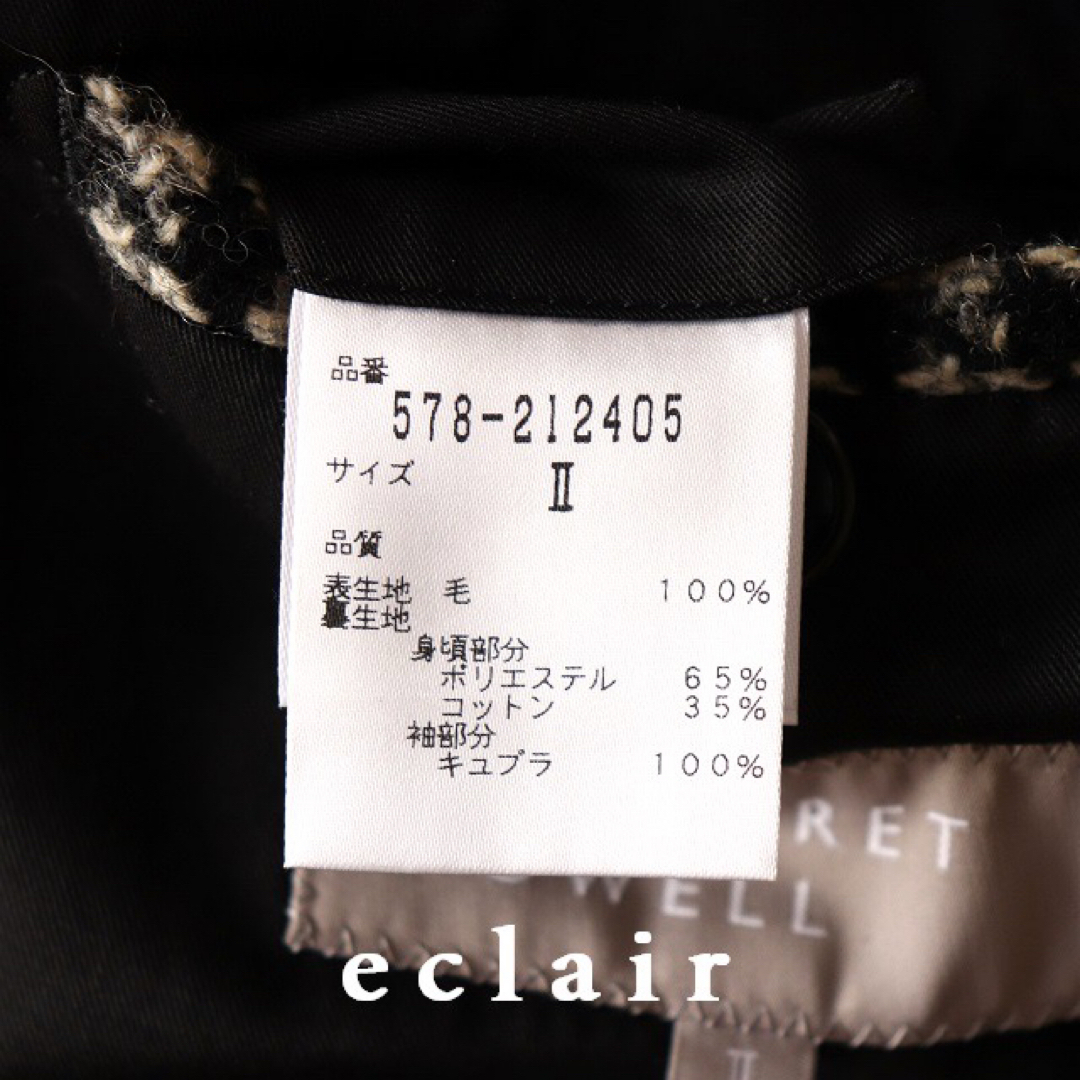 品番
578-212405
サイズ Ⅱ
品質
表生地 毛 100%
裏生地
身頃部分
ポリエステル 65%
コットン 35%
袖部分
キュプラ 100%
RET
WELL
eclair
Ⅱ